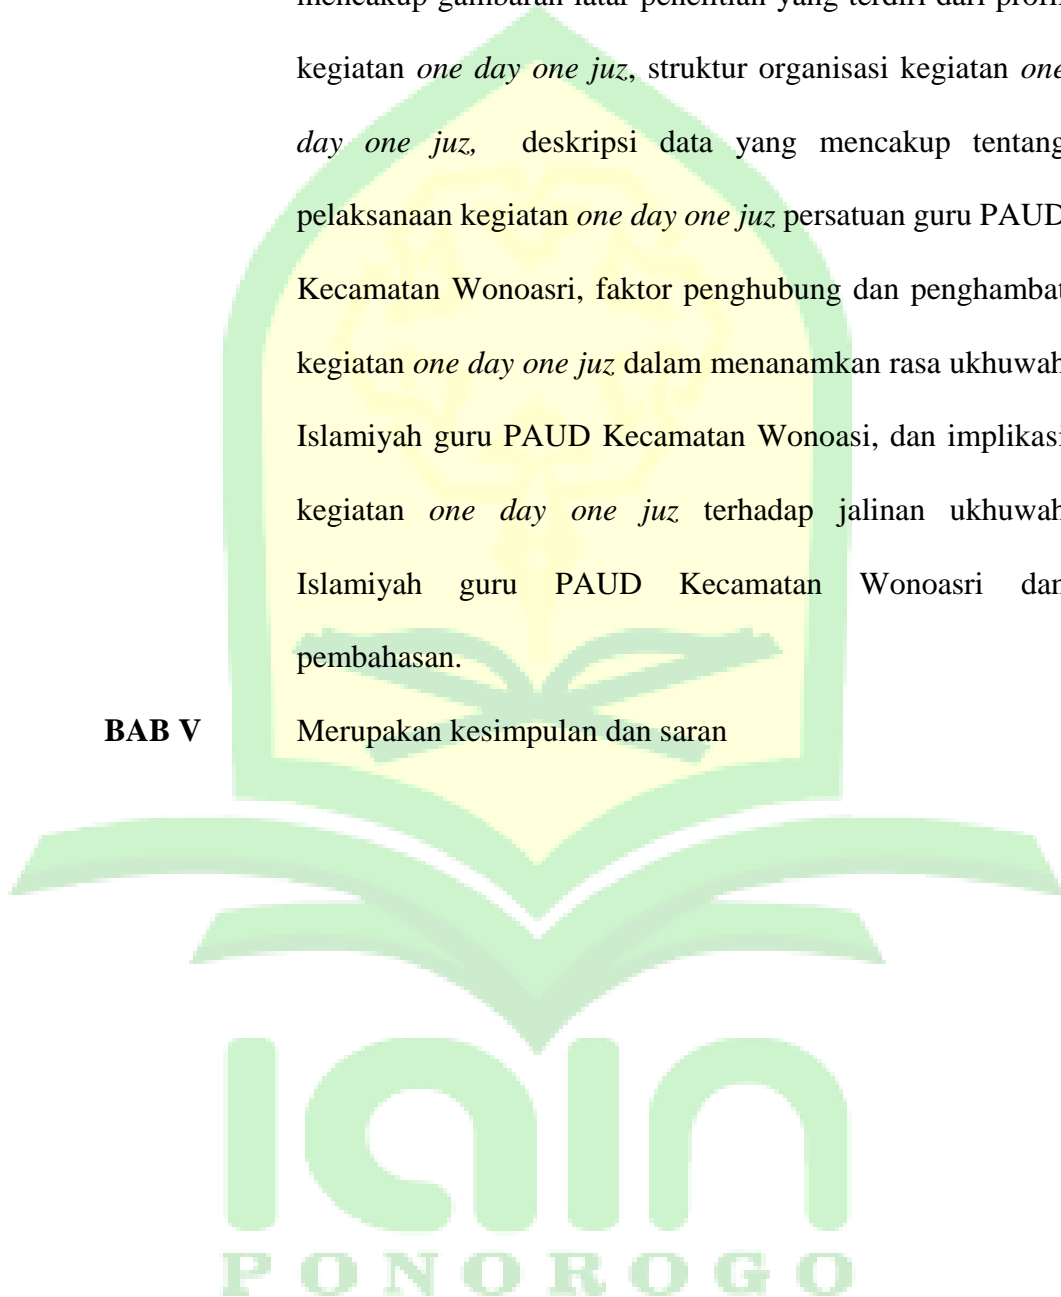 mencakup gambaran latar penelitian yang terdiri dari profil
kegiatan one day one juz, struktur organisasi kegiatan one
day one juz, deskripsi data yang mencakup tentang
pelaksanaan kegiatan one day one juz persatuan guru PAUD
Kecamatan Wonoasri, faktor penghubung dan penghambat
kegiatan one day one juz dalam menanamkan rasa ukhuwah
Islamiyah guru PAUD Kecamatan Wonoasi, dan implikasi
kegiatan one day one juz terhadap jalinan ukhuwah
Islamiyah guru PAUD Kecamatan Wonoasri dan
pembahasan.
BAB V Merupakan kesimpulan dan saran
iain
PONOROGO